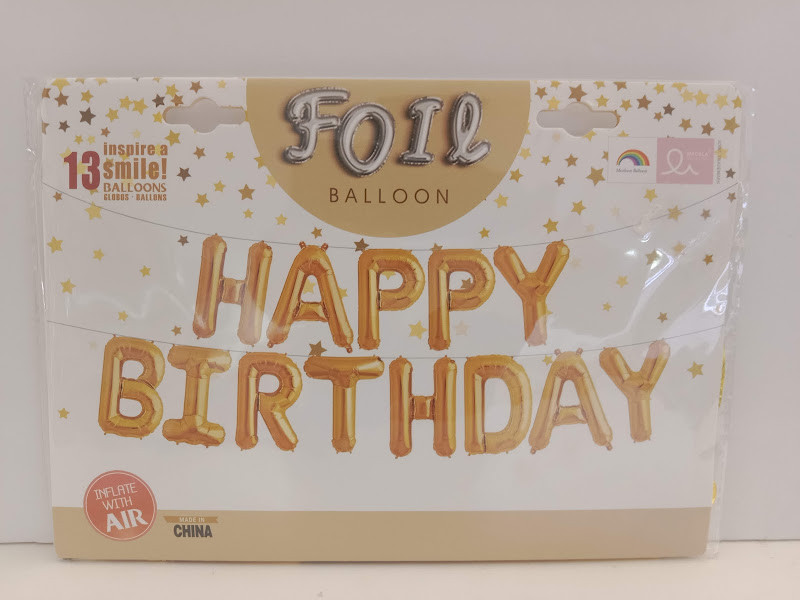 FOIL
BALLOON
13
inspire a
smile!
BALLOONS
GLOBOS · BALLONS
HAPPY
BIRTHDAY
INFLATE
WITH
AIR
MADE IN
CHINA